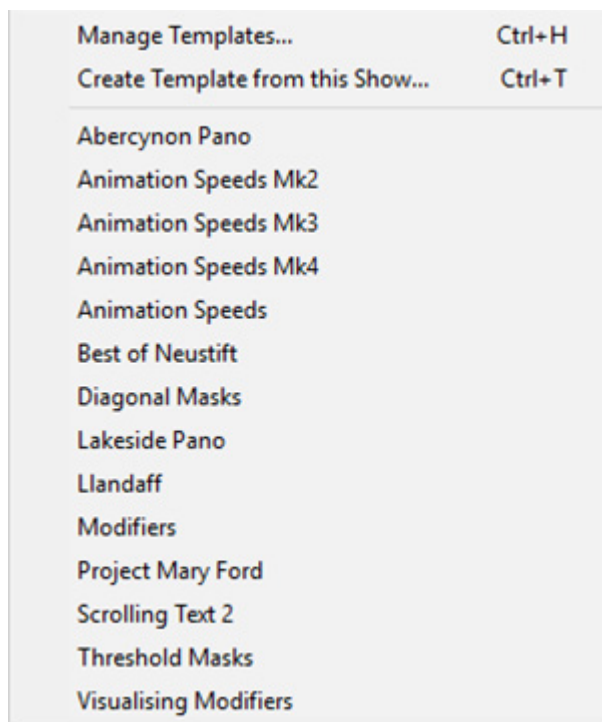 Manage Templates... Ctrl+H
Create Template from this Show... Ctrl+T
Abercynon Pano
Animation Speeds Mk2
Animation Speeds Mk3
Animation Speeds Mk4
Animation Speeds
Best of Neustift
Diagonal Masks
Lakeside Pano
Llandaff
Modifiers
Project Mary Ford
Scrolling Text 2
Threshold Masks
Visualising Modifiers